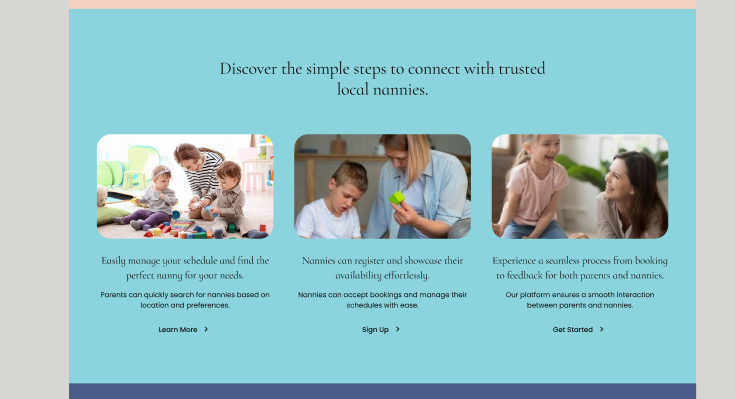 Discover the simple steps to connect with trusted
local nannies.
Easily manage your schedule and find the
perfect nanny for your needs.
Parents can quickly search for nannies based on
location and preferences.
Learn More
Nannies can register and showcase their
availability effortlessly.
Nannies can accept bookings and manage their
schedules with ease.
Sign Up
Experience a seamless process from booking
to feedback for both parents and nannies.
Our platform ensures a smooth interaction
between parents and nannies.
Get Started